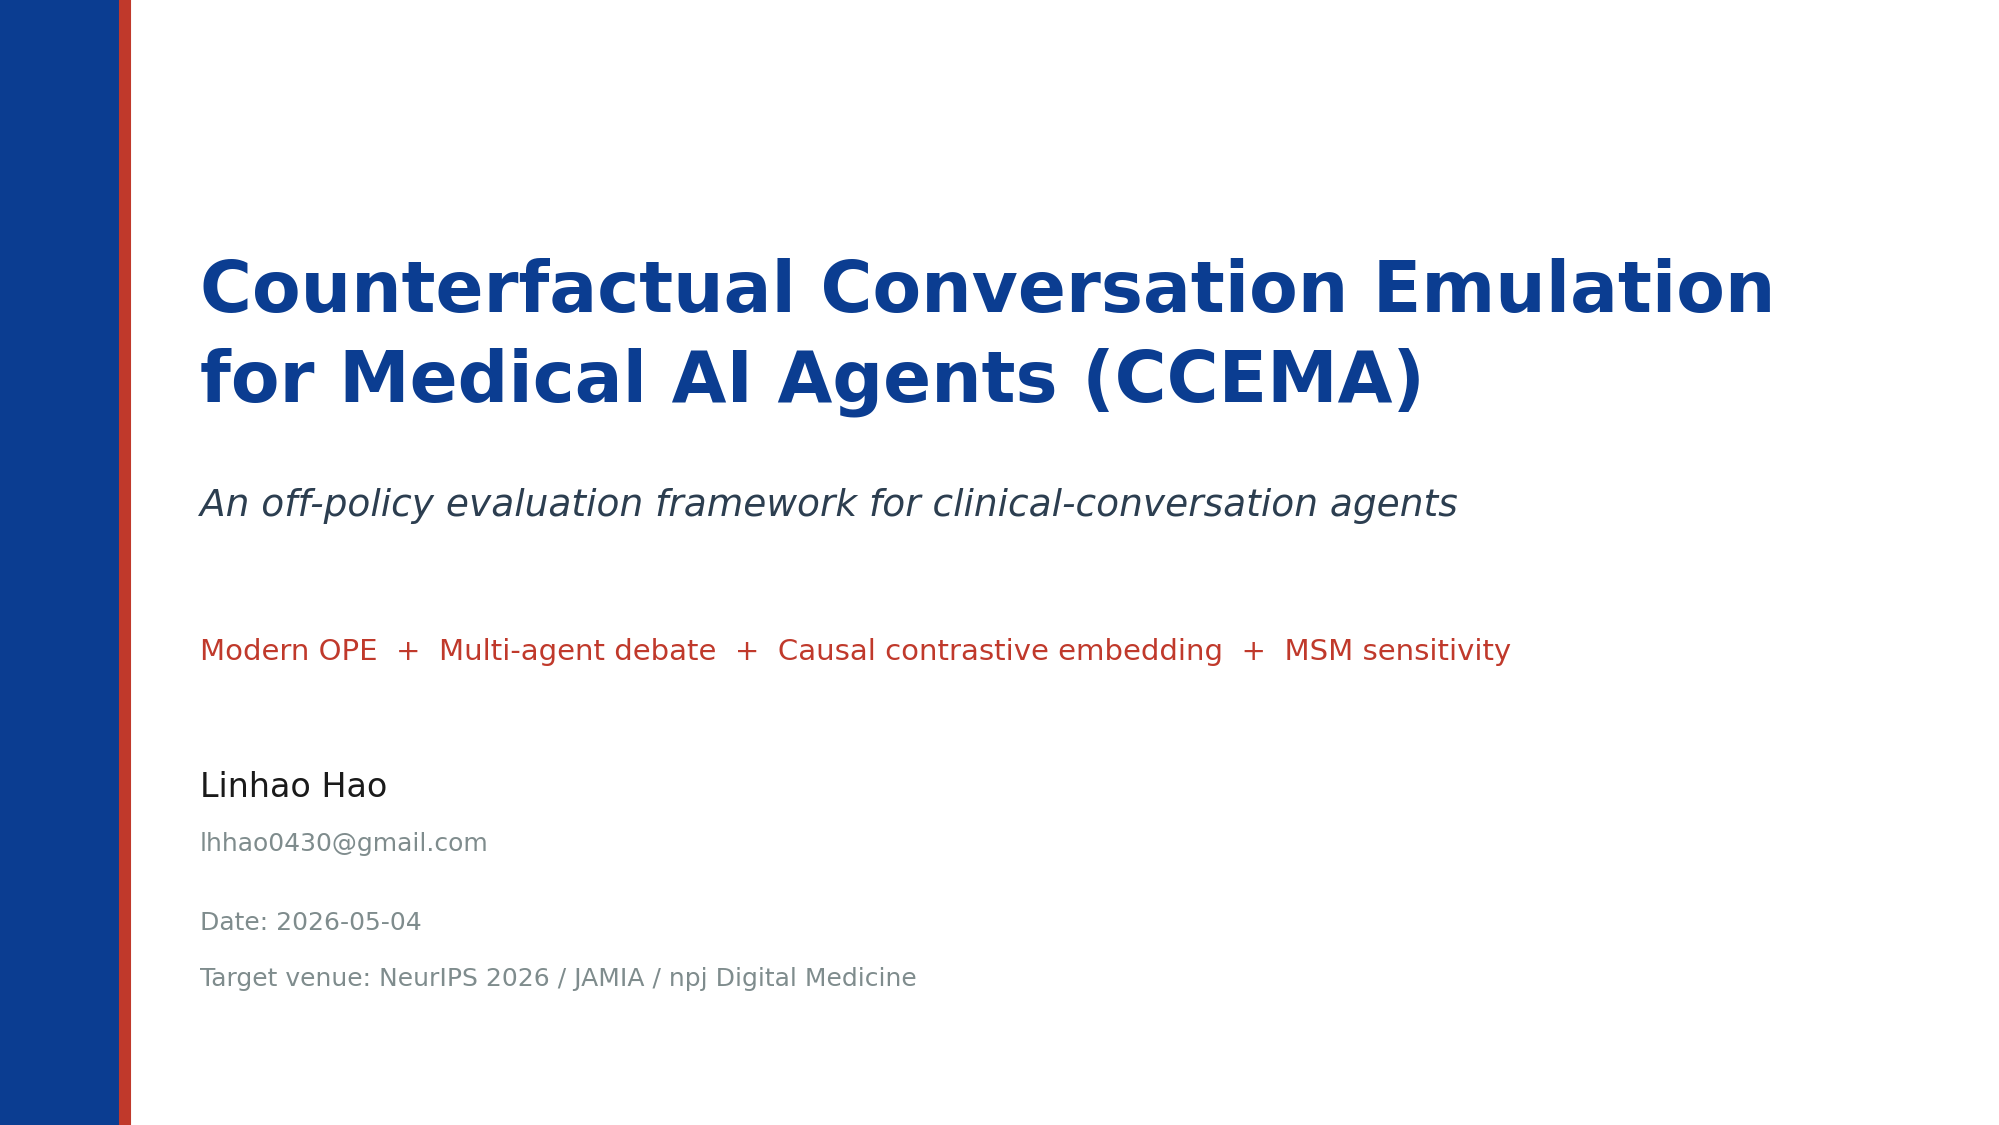 Counterfactual Conversation Emulation
for Medical AI Agents (CCEMA)
An off-policy evaluation framework for clinical-conversation agents
Modern OPE + Multi-agent debate + Causal contrastive embedding + MSM sensitivity
Linhao Hao
lhhao0430@gmail.com
Date: 2026-05-04
Target venue: NeurIPS 2026 / JAMIA / npj Digital Medicine